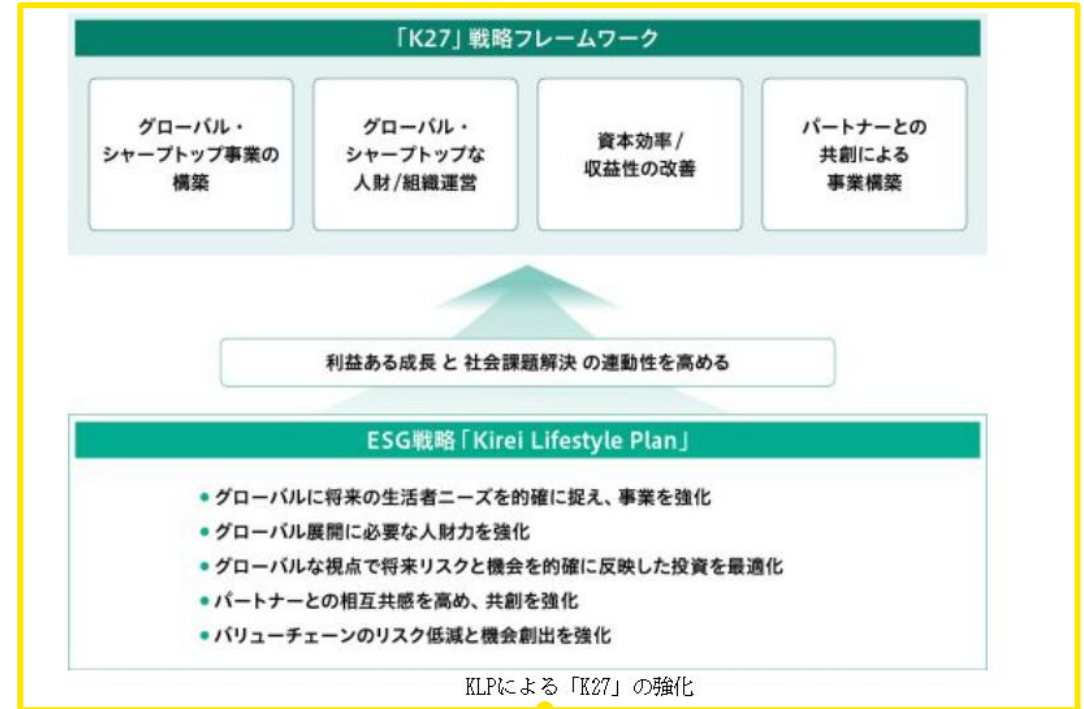 「K27」戦略フレームワーク
グローバル・
シャープトップ事業の
構築
グローバル・
シャープトップな
人財/組織運営
資本効率/
収益性の改善
パートナーとの
共創による
事業構築
利益ある成長 と 社会課題解決 の連動性を高める
ESG戦略「Kirei Lifestyle Plan」
● グローバルに将来の生活者ニーズを的確に捉え、事業を強化
● グローバル展開に必要な人財力を強化
● グローバルな視点で将来リスクと機会を的確に反映した投資を最適化
● パートナーとの相互共感を高め、共創を強化
● バリューチェーンのリスク低減と機会創出を強化
KLPによる「K27」の強化